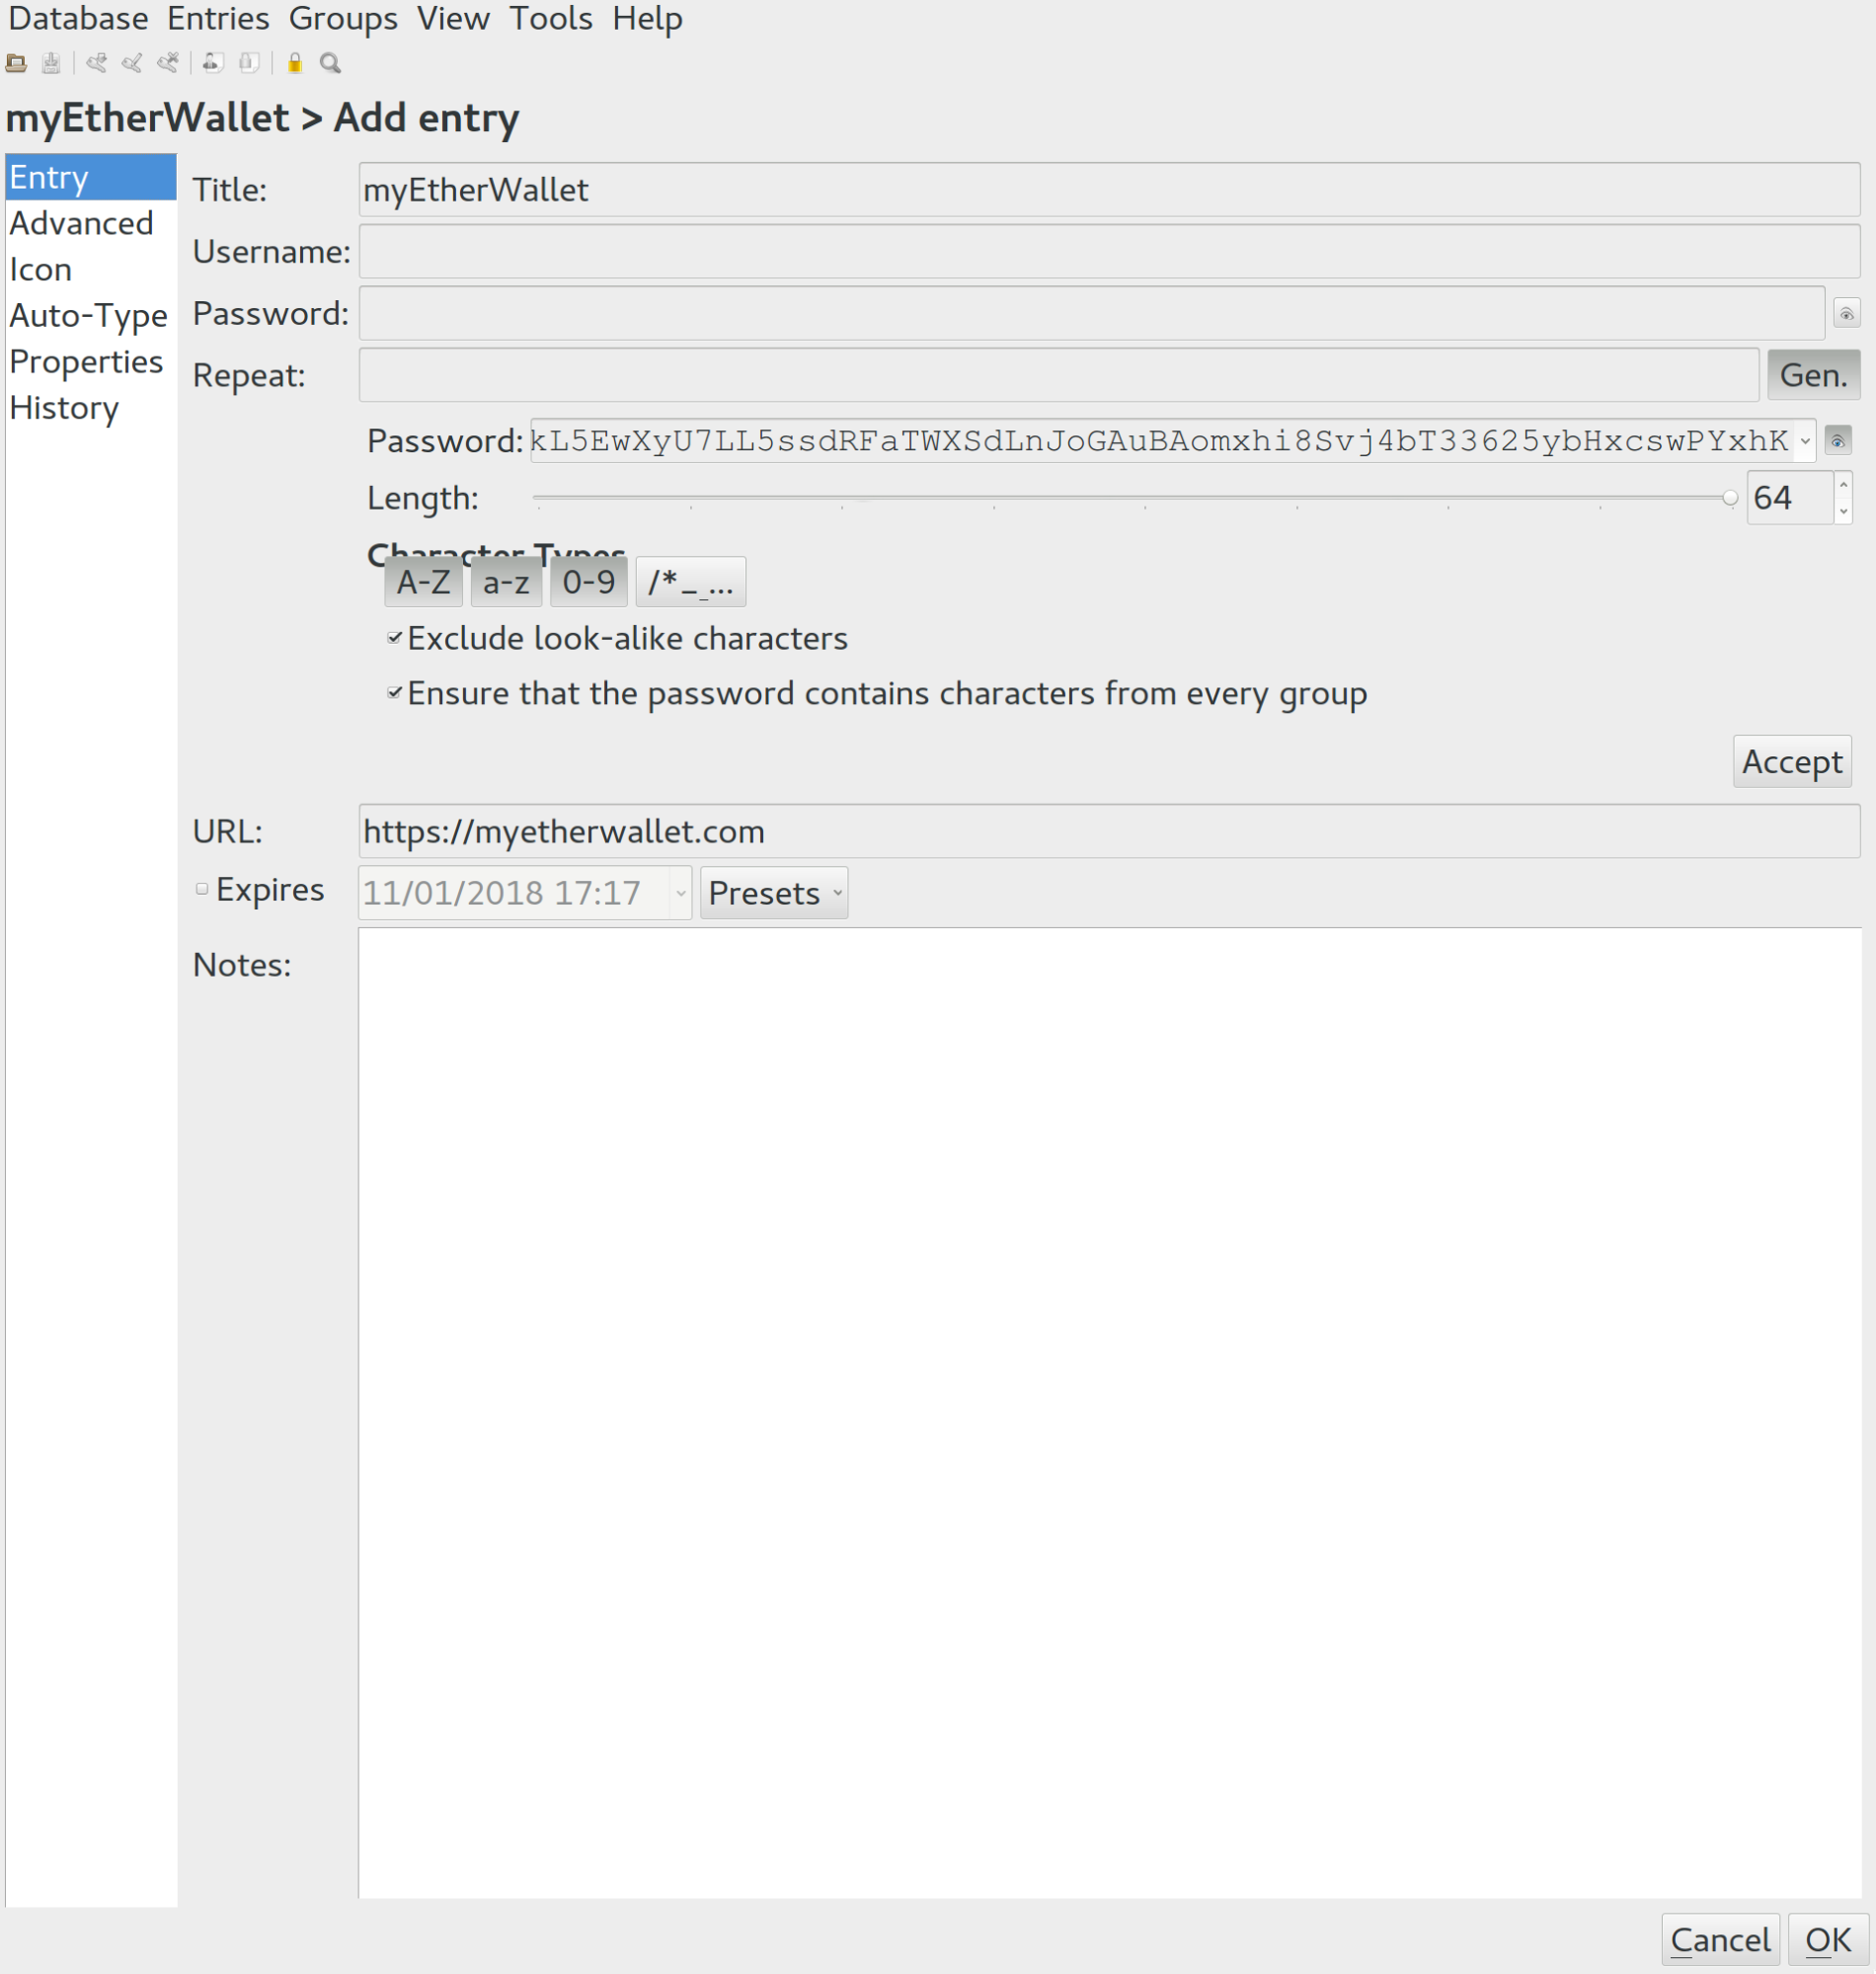 Database Entries Groups View Tools Help
myEtherWallet > Add entry
Entry
Advanced
Icon
Auto-Type
Properties
History
Title: myEtherWallet
Username:
Password:
Repeat: Gen.
Password: kL5EwXyU7LL5ssdRFaTWXSdLnJoGAuBAomxhi8Svj4bT33625ybHxcswPYxhK
Length: 64
Character Types
A-Z a-z 0-9 /*_ _...
Exclude look-alike characters
Ensure that the password contains characters from every group
Accept
URL: https://myetherwallet.com
Expires 11/01/2018 17:17 Presets
Notes:
Cancel OK